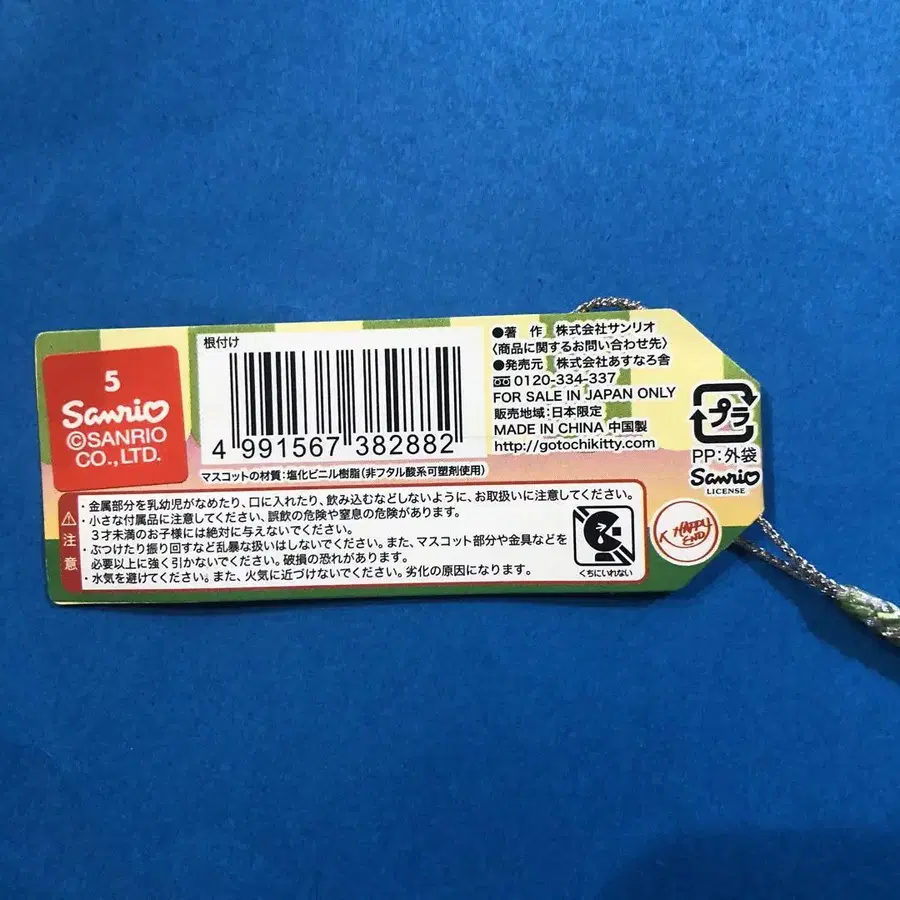 5
Sanrio
©SANRIO
CO.,LTD.
根付け
4 991567 382882
マスコットの材質:塩化ビニル樹脂(非フタル酸系可塑剤使用)
●著 作 株式会社サンリオ
〈商品に関するお問い合わせ先〉
●発売元 株式会社あすなろ舎
0120-334-337
FOR SALE IN JAPAN ONLY
販売地域:日本限定
MADE IN CHINA 中国製
http://gotochikitty.com
プラ
PP:外袋
Sanrio
LICENSE
注意
・金属部分を乳幼児がなめたり、口に入れたり、飲み込むなどしないように、お取扱いに注意してください。
・小さな付属品に注意してください、誤飲の危険や窒息の危険があります。
3才未満のお子様には絶対に与えないでください。
・ぶつけたり振り回すなど乱暴な扱いはしないでください。また、マスコット部分や金具などを
必要以上に強く引かないでください。破損の恐れがあります。
・水気を避けてください。また、火気に近づけないでください。劣化の原因になります。
くちにいれない
HAPPY
END